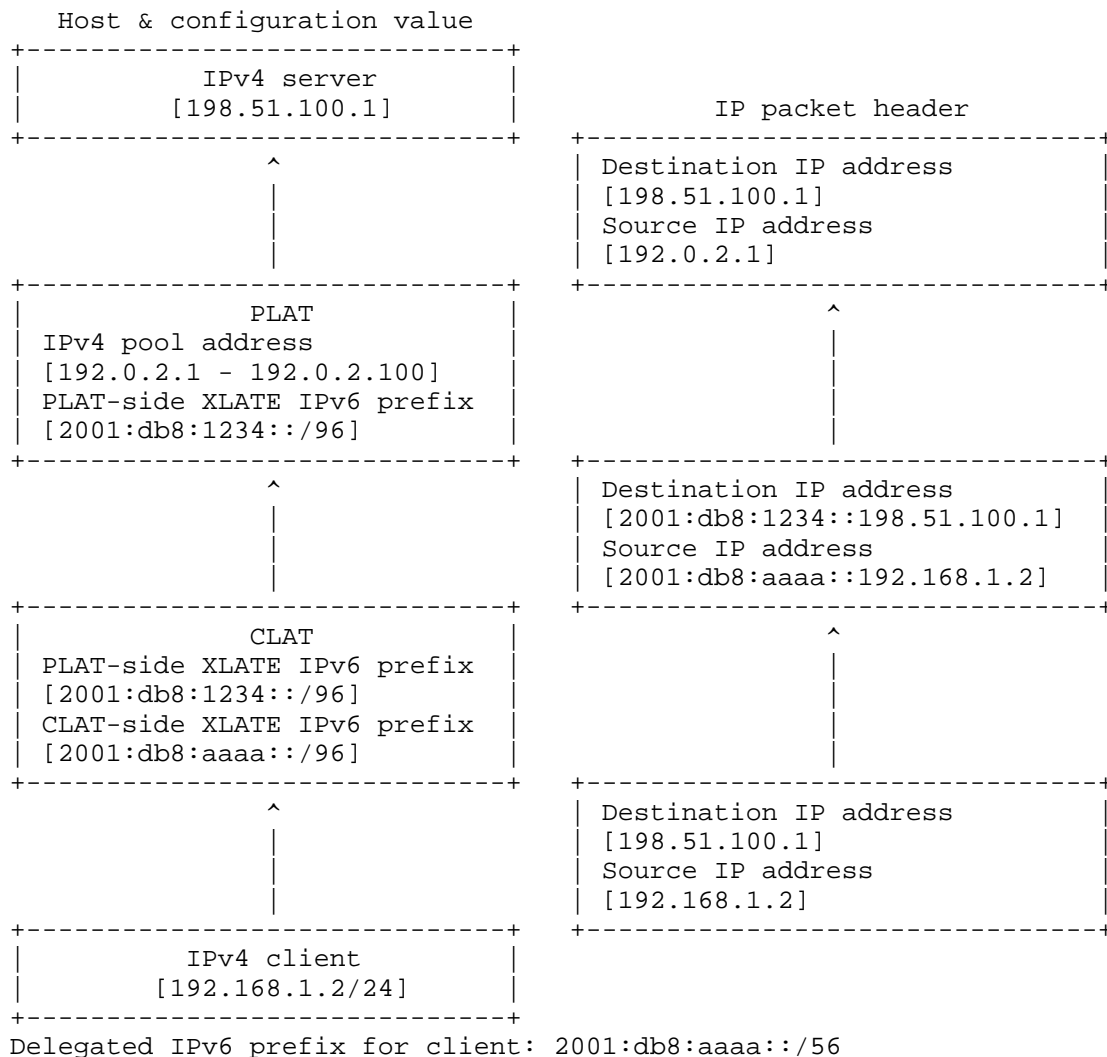 Host & configuration value
IPv4 server
[198.51.100.1]
IP packet header
Destination IP address
[198.51.100.1]
Source IP address
[192.0.2.1]
PLAT
IPv4 pool address
[192.0.2.1 - 192.0.2.100]
PLAT-side XLATE IPv6 prefix
[2001:db8:1234::/96]
Destination IP address
[2001:db8:1234::198.51.100.1]
Source IP address
[2001:db8:aaaa::192.168.1.2]
CLAT
PLAT-side XLATE IPv6 prefix
[2001:db8:1234::/96]
CLAT-side XLATE IPv6 prefix
[2001:db8:aaaa::/96]
Destination IP address
[198.51.100.1]
Source IP address
[192.168.1.2]
IPv4 client
[192.168.1.2/24]
Delegated IPv6 prefix for client: 2001:db8:aaaa::/56